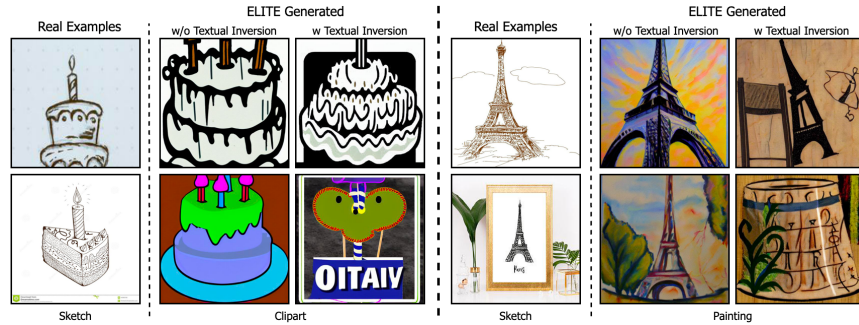 ELITE Generated
Real Examples
w/o Textual Inversion
w Textual Inversion
ELITE Generated
Real Examples
w/o Textual Inversion
w Textual Inversion
VIAITO
Paris
Sketch
Clipart
Sketch
Painting